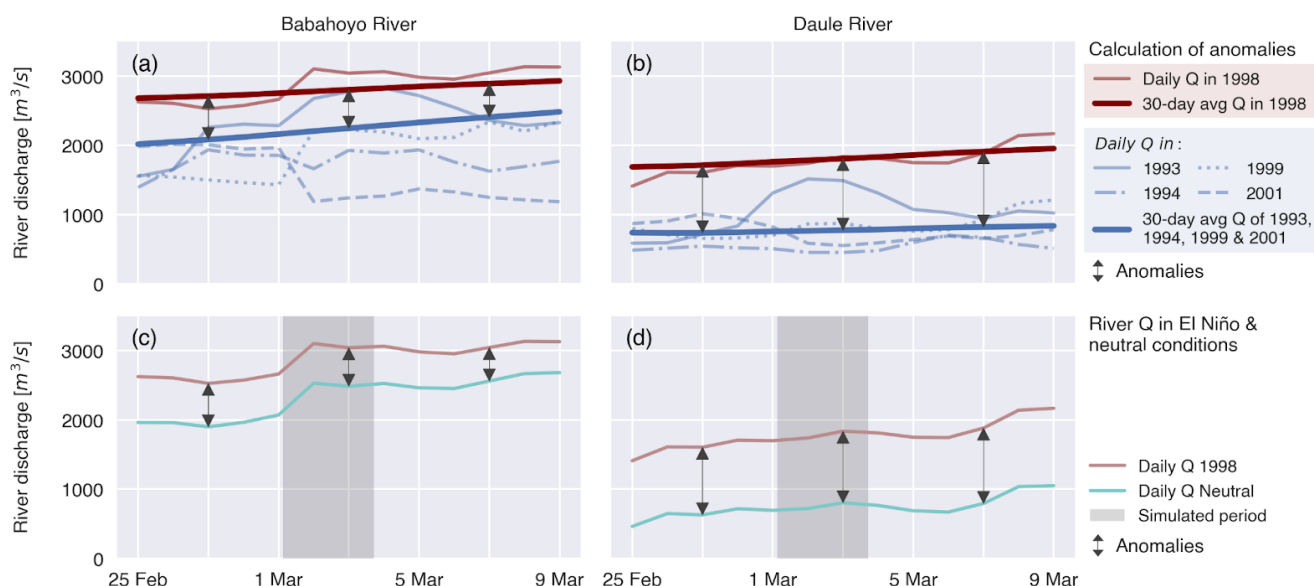 Babahoyo River
Daule River
River discharge [m³/s]
3000
2000
1000
0
(a)
(b)
Calculation of anomalies
Daily Q in 1998
30-day avg Q in 1998
Daily Q in :
1993
1999
1994
2001
30-day avg Q of 1993,
1994, 1999 & 2001
Anomalies
River discharge [m³/s]
3000
2000
1000
0
(c)
(d)
25 Feb
1 Mar
5 Mar
9 Mar
25 Feb
1 Mar
5 Mar
9 Mar
River Q in El Niño &
neutral conditions
Daily Q 1998
Daily Q Neutral
Simulated period
Anomalies